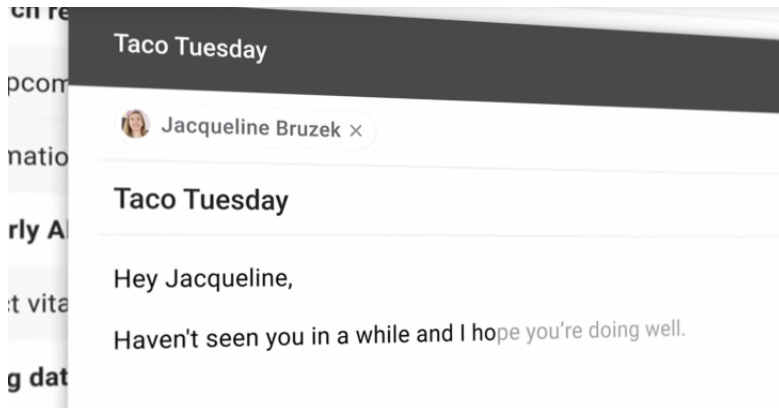 Taco Tuesday
Jacqueline Bruzek ×
Taco Tuesday
Hey Jacqueline,
Haven't seen you in a while and I hope you're doing well.